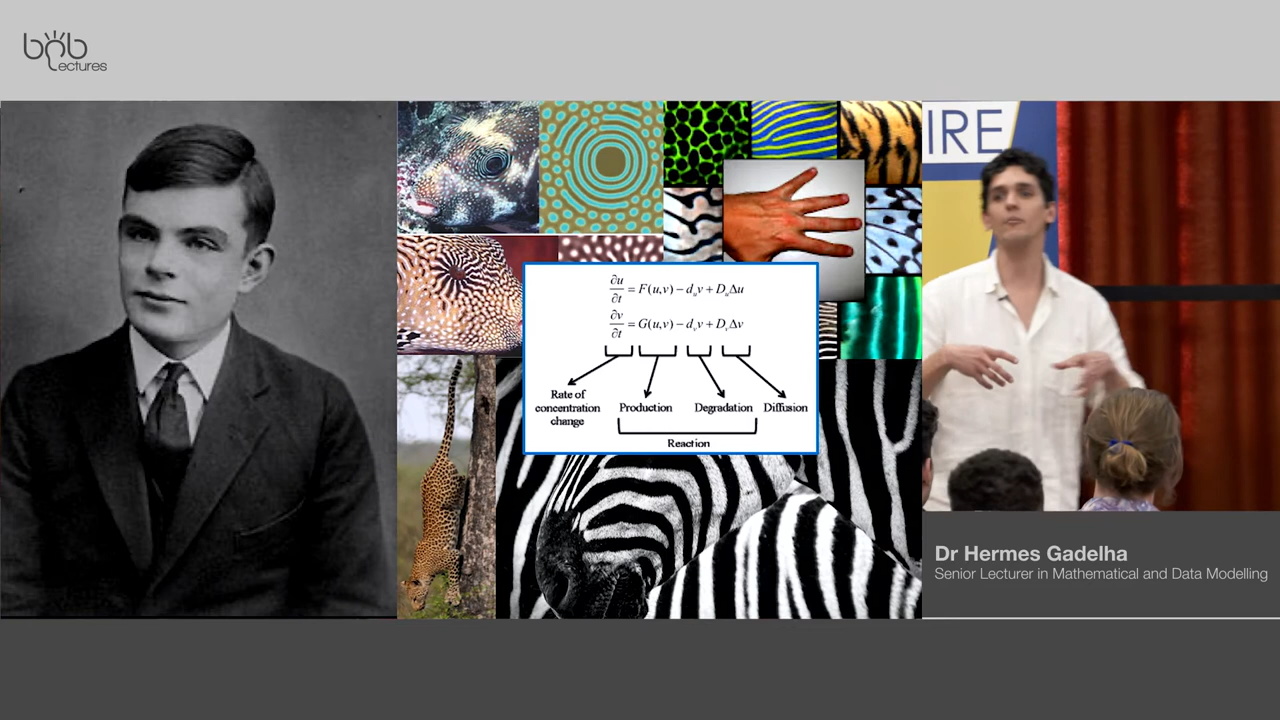 bnb
Lectures
IRE
∂u/∂t = F(u,v) − d_u v + D_u Δu
∂v/∂t = G(u,v) − d_v v + D_v Δv
Rate of
concentration
change
Production
Degradation
Diffusion
Reaction
Dr Hermes Gadelha
Senior Lecturer in Mathematical and Data Modelling